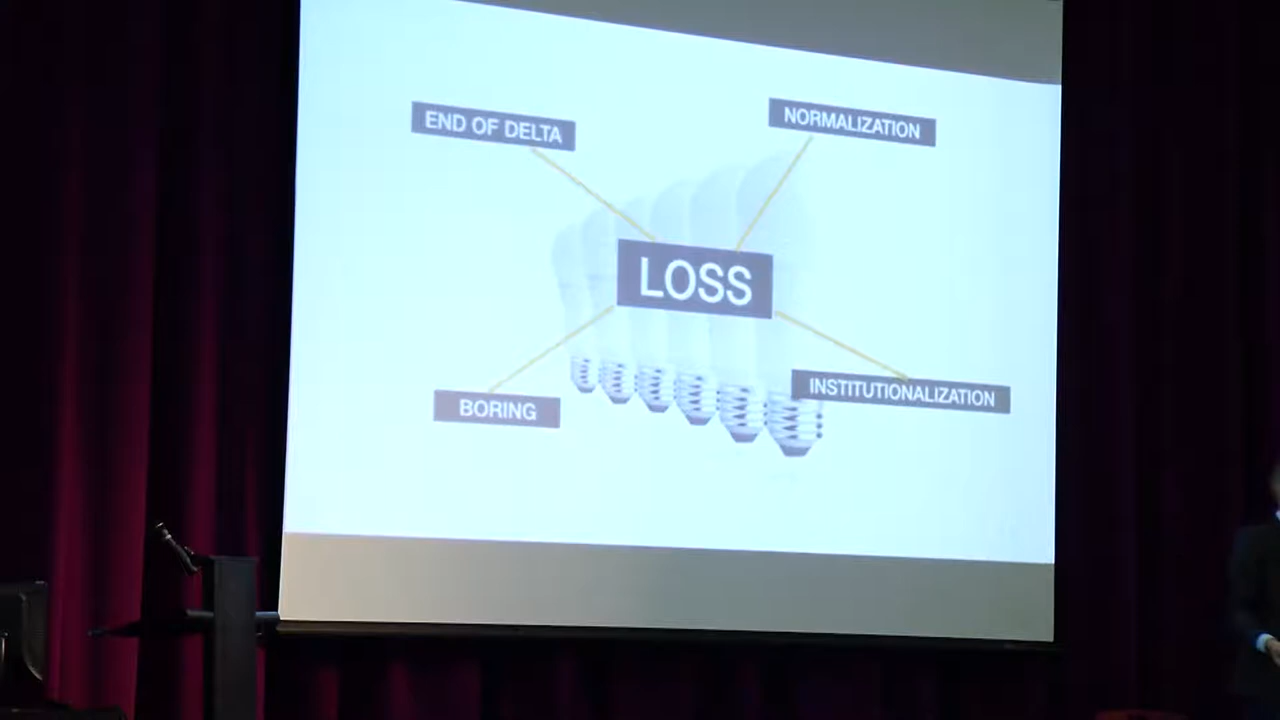 END OF DELTA
NORMALIZATION
LOSS
BORING
INSTITUTIONALIZATION